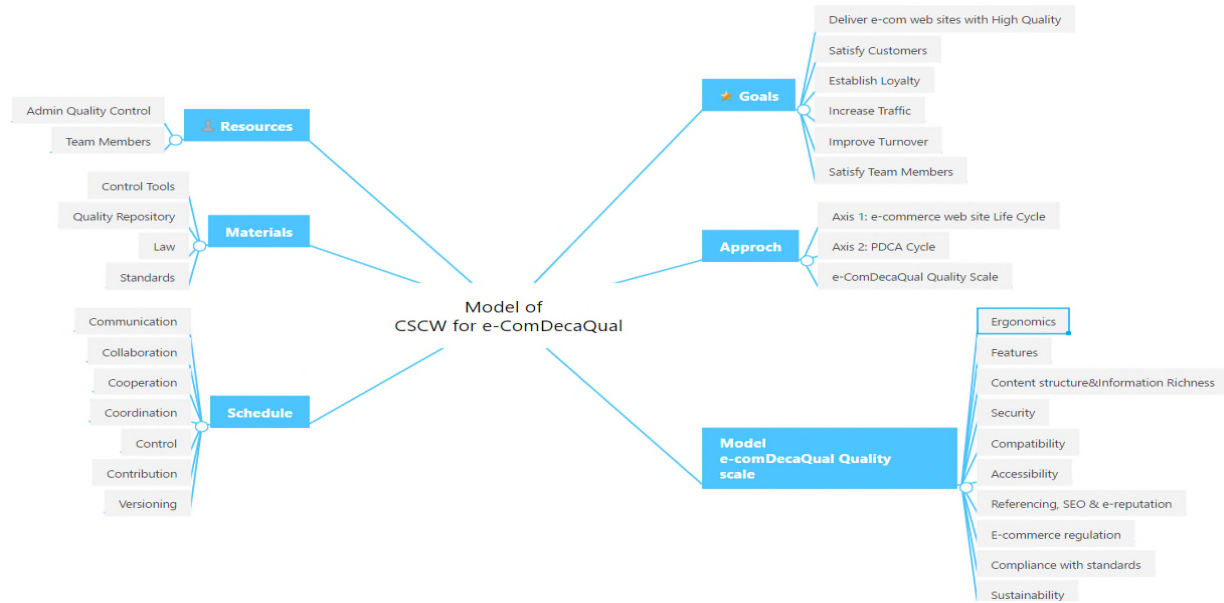 Deliver e-com web sites with High Quality
Satisfy Customers
Goals
Establish Loyalty
Increase Traffic
Improve Turnover
Satisfy Team Members
Admin Quality Control
Resources
Team Members
Control Tools
Quality Repository
Materials
Law
Standards
Axis 1: e-commerce web site Life Cycle
Approch
Axis 2: PDCA Cycle
e-ComDecaQual Quality Scale
Model of
CSCW for e-ComDecaQual
Communication
Collaboration
Cooperation
Coordination
Schedule
Control
Contribution
Versioning
Model
e-comDecaQual Quality
scale
Ergonomics
Features
Content structure&Information Richness
Security
Compatibility
Accessibility
Referencing, SEO & e-reputation
E-commerce regulation
Compliance with standards
Sustainability